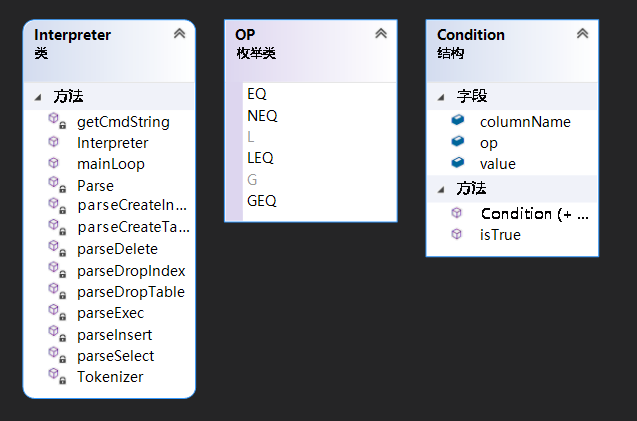 Interpreter
类
方法
getCmdString
Interpreter
mainLoop
Parse
parseCreateIn...
parseCreateTa...
parseDelete
parseDropIndex
parseDropTable
parseExec
parseInsert
parseSelect
Tokenizer
OP
枚举类
EQ
NEQ
L
LEQ
G
GEQ
Condition
结构
字段
columnName
op
value
方法
Condition (+ ...
isTrue